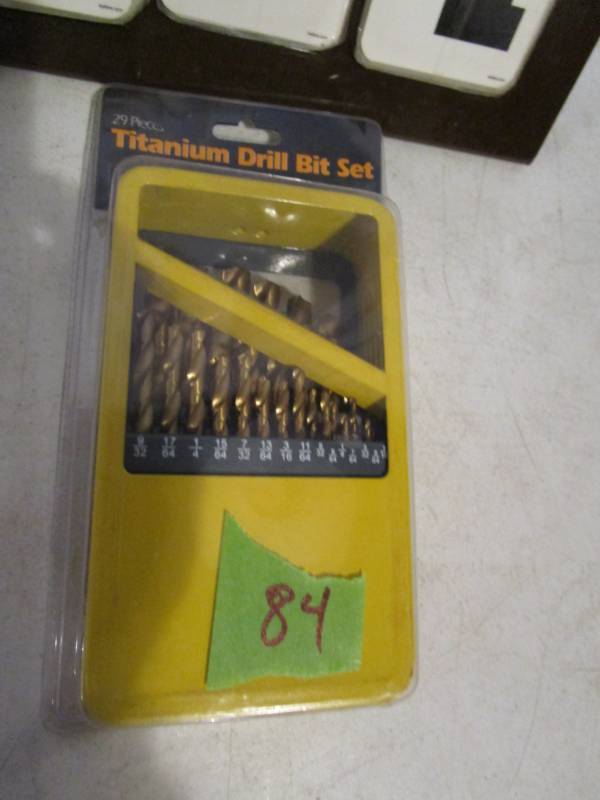 29 Piece
Titanium Drill Bit Set
9/32 17/64 1/4 15/64 7/32 13/64 3/16 11/64
84